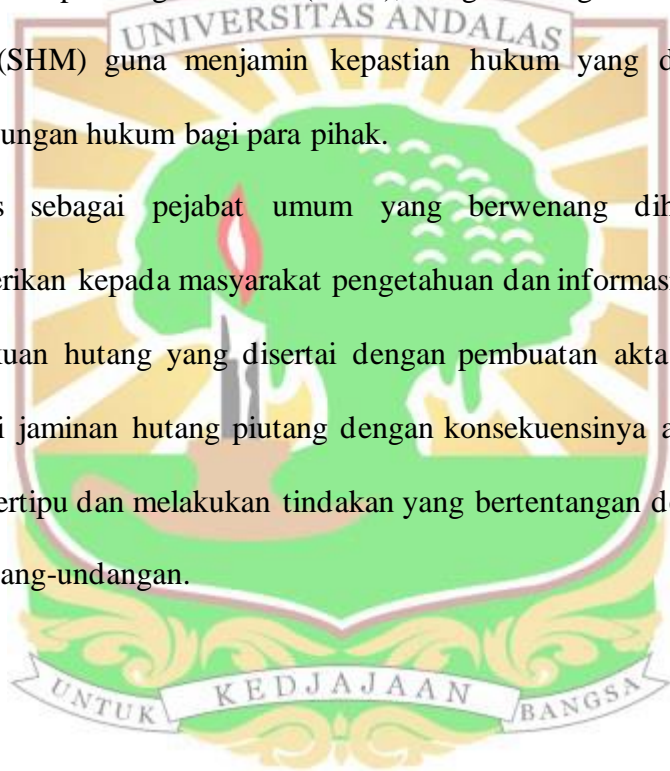 UNIVERSITAS ANDALAS
(SHM) guna menjamin kepastian hukum yang d
ungan hukum bagi para pihak.
s sebagai pejabat umum yang berwenang dih
erikan kepada masyarakat pengetahuan dan informas
uan hutang yang disertai dengan pembuatan akta
i jaminan hutang piutang dengan konsekuensinya a
ertipu dan melakukan tindakan yang bertentangan d
ang-undangan.
UNTUK KEDJAJAAN BANGSA